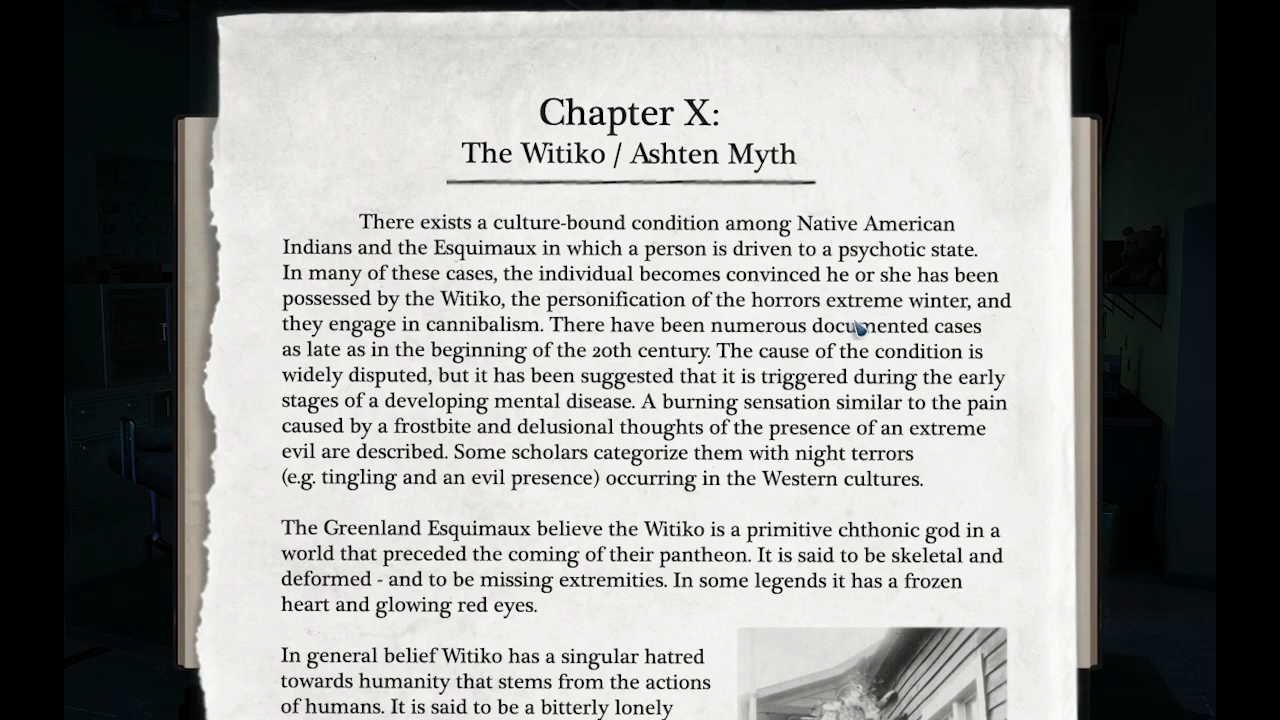 Chapter X:
The Witiko / Ashten Myth
There exists a culture-bound condition among Native American
Indians and the Esquimaux in which a person is driven to a psychotic state.
In many of these cases, the individual becomes convinced he or she has been
possessed by the Witiko, the personification of the horrors extreme winter, and
they engage in cannibalism. There have been numerous documented cases
as late as in the beginning of the 20th century. The cause of the condition is
widely disputed, but it has been suggested that it is triggered during the early
stages of a developing mental disease. A burning sensation similar to the pain
caused by a frostbite and delusional thoughts of the presence of an extreme
evil are described. Some scholars categorize them with night terrors
(e.g. tingling and an evil presence) occurring in the Western cultures.
The Greenland Esquimaux believe the Witiko is a primitive chthonic god in a
world that preceded the coming of their pantheon. It is said to be skeletal and
deformed - and to be missing extremities. In some legends it has a frozen
heart and glowing red eyes.
In general belief Witiko has a singular hatred
towards humanity that stems from the actions
of humans. It is said to be a bitterly lonely